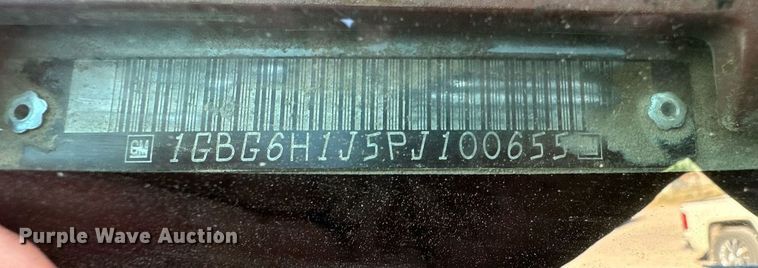 GM 1GBG6H1J5PJ100655
Purple Wave Auction